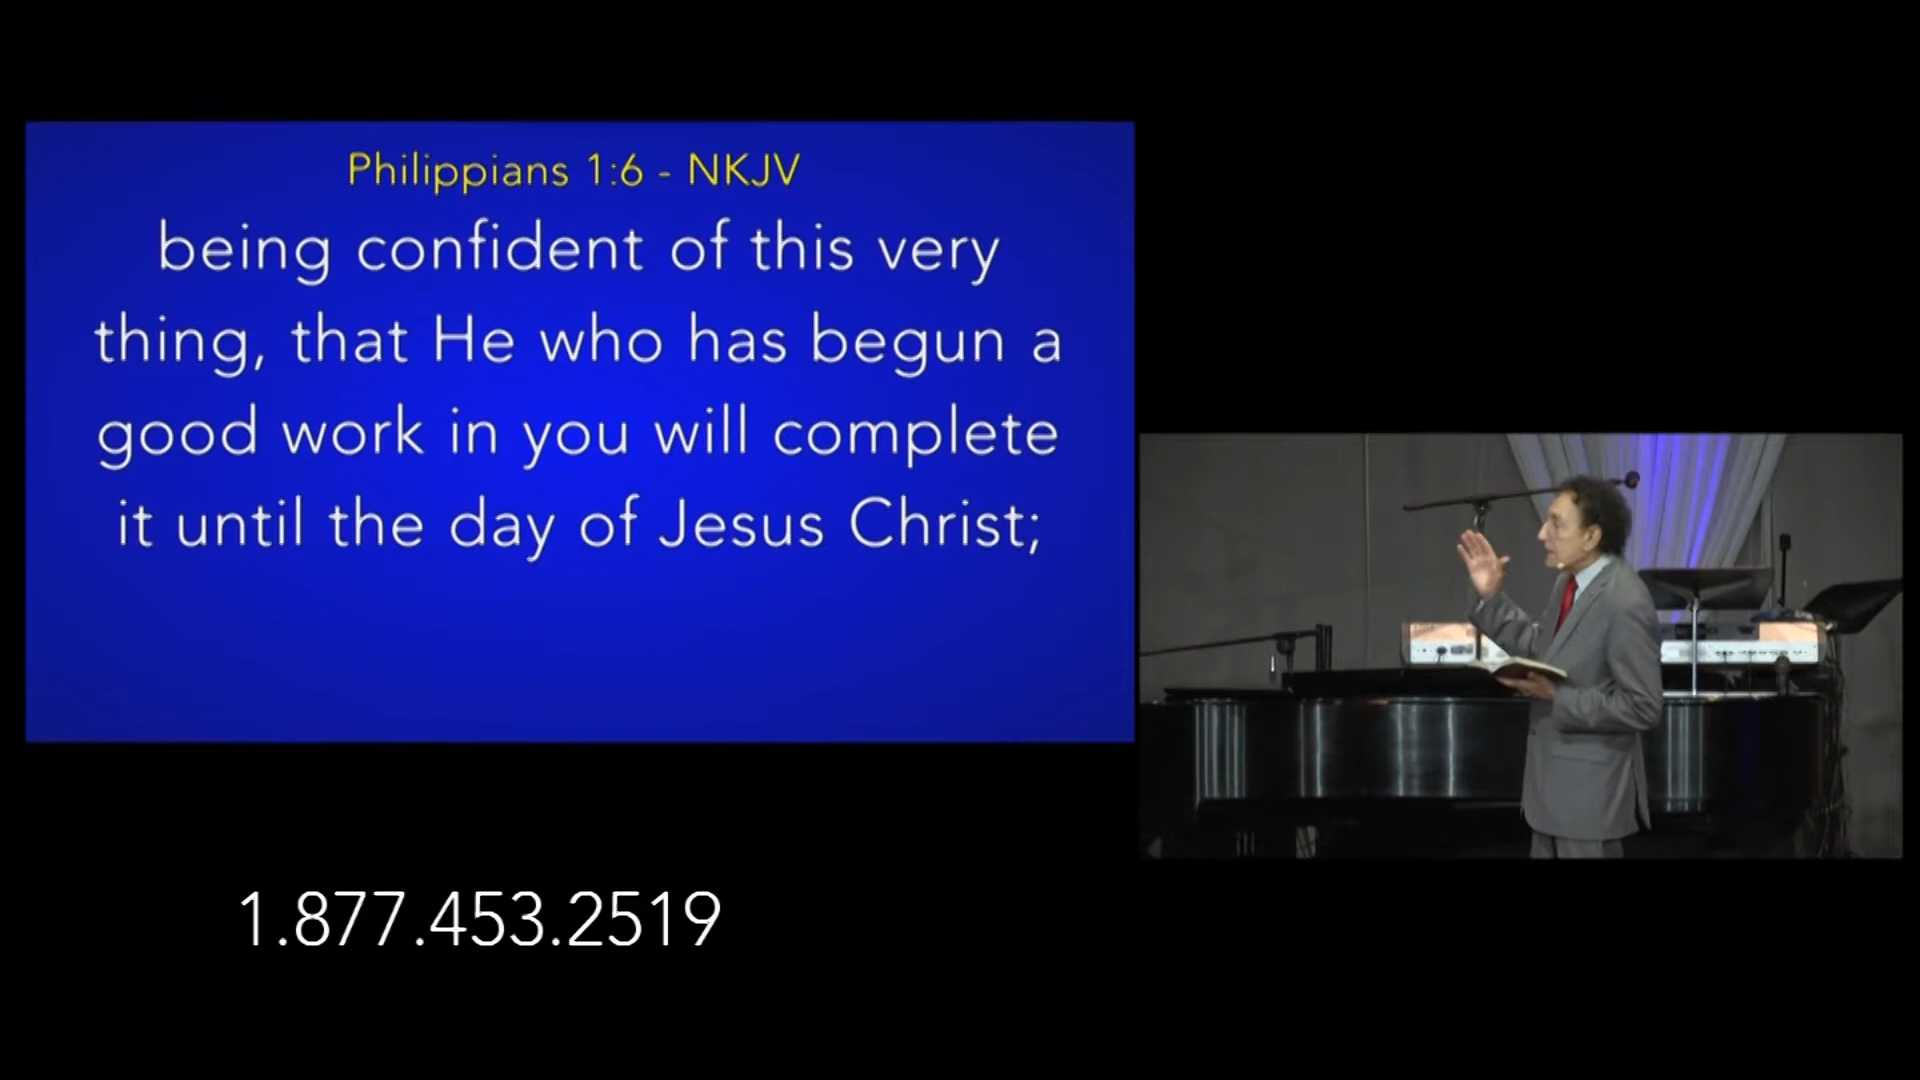 Philippians 1:6 - NKJV
being confident of this very
thing, that He who has begun a
good work in you will complete
it until the day of Jesus Christ;
1.877.453.2519